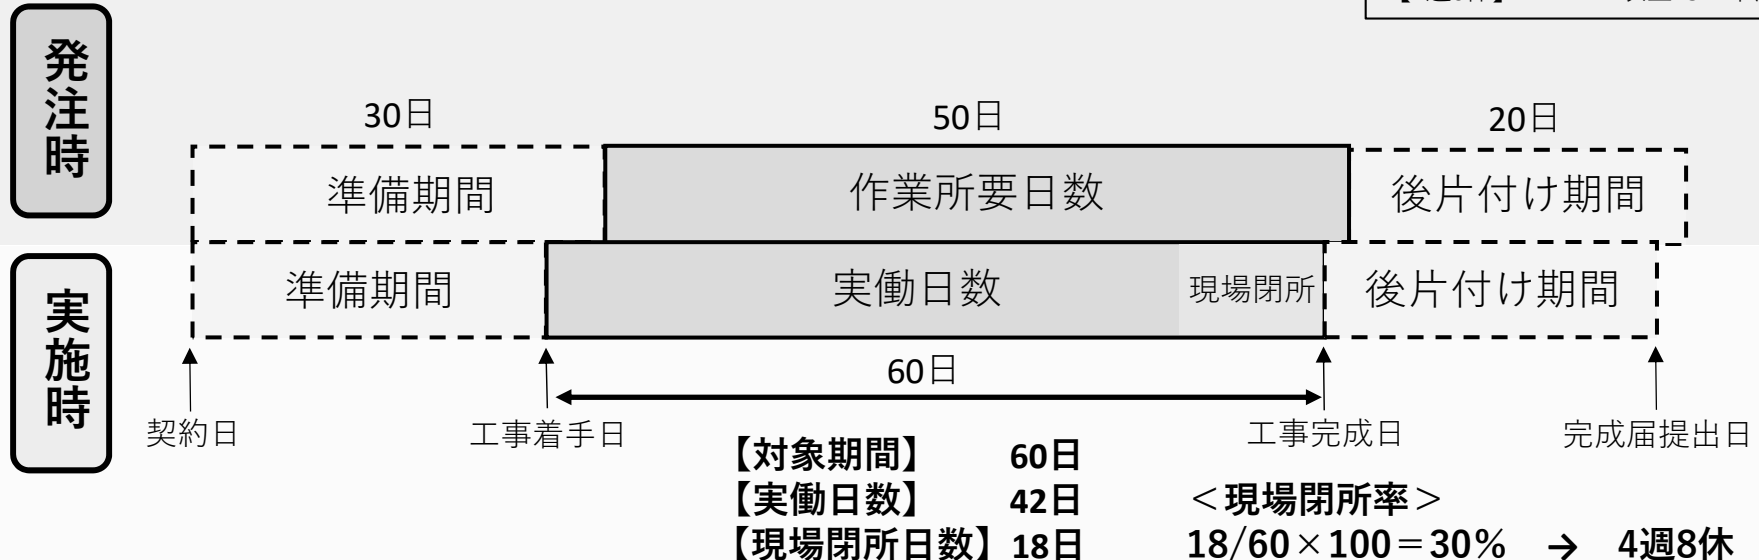 発注時
30日
50日
20日
準備期間
作業所要日数
後片付け期間
実施時
準備期間
実働日数
現場閉所
後片付け期間
60日
契約日
工事着手日
工事完成日
完成届提出日
【対象期間】 60日
【実働日数】 42日
【現場閉所日数】 18日
＜現場閉所率＞
18/60×100＝30% → 4週8休